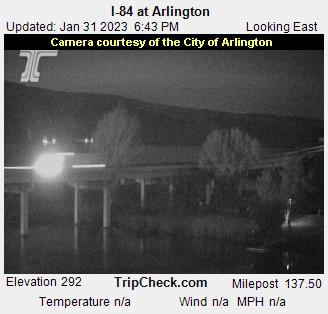 I-84 at Arlington
Updated: Jan 31 2023 6:43 PM Looking East
Camera courtesy of the City of Arlington
Elevation 292 TripCheck.com Milepost 137.50
Temperature n/a Wind n/a MPH n/a